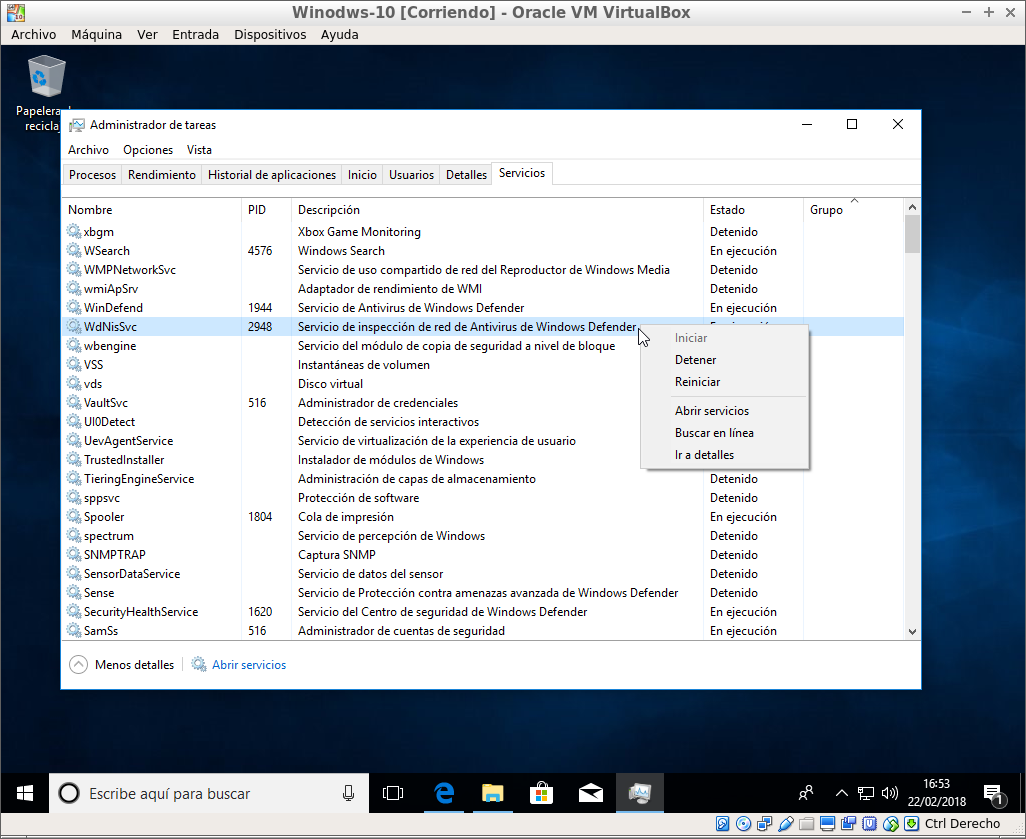 Winodws-10 [Corriendo] - Oracle VM VirtualBox
Archivo Máquina Ver Entrada Dispositivos Ayuda
Papelera
recicla
Administrador de tareas
Archivo Opciones Vista
Procesos Rendimiento Historial de aplicaciones Inicio Usuarios Detalles Servicios
Nombre PID Descripción Estado Grupo
xbgm Xbox Game Monitoring Detenido
WSearch 4576 Windows Search En ejecución
WMPNetworkSvc Servicio de uso compartido de red del Reproductor de Windows Media Detenido
wmiApSrv Adaptador de rendimiento de WMI Detenido
WinDefend 1944 Servicio de Antivirus de Windows Defender En ejecución
WdNisSvc 2948 Servicio de inspección de red de Antivirus de Windows Defender
wbengine Servicio del módulo de copia de seguridad a nivel de bloque
VSS Instantáneas de volumen
vds Disco virtual
VaultSvc 516 Administrador de credenciales
UI0Detect Detección de servicios interactivos
UevAgentService Servicio de virtualización de la experiencia de usuario
TrustedInstaller Instalador de módulos de Windows
TieringEngineService Administración de capas de almacenamiento Detenido
sppsvc Protección de software Detenido
Spooler 1804 Cola de impresión En ejecución
spectrum Servicio de percepción de Windows Detenido
SNMPTRAP Captura SNMP Detenido
SensorDataService Servicio de datos del sensor Detenido
Sense Servicio de Protección contra amenazas avanzada de Windows Defender Detenido
SecurityHealthService 1620 Servicio del Centro de seguridad de Windows Defender En ejecución
SamSs 516 Administrador de cuentas de seguridad En ejecución
Iniciar
Detener
Reiniciar
Abrir servicios
Buscar en línea
Ir a detalles
Menos detalles Abrir servicios
Escribe aquí para buscar
16:53
22/02/2018
1
Ctrl Derecho